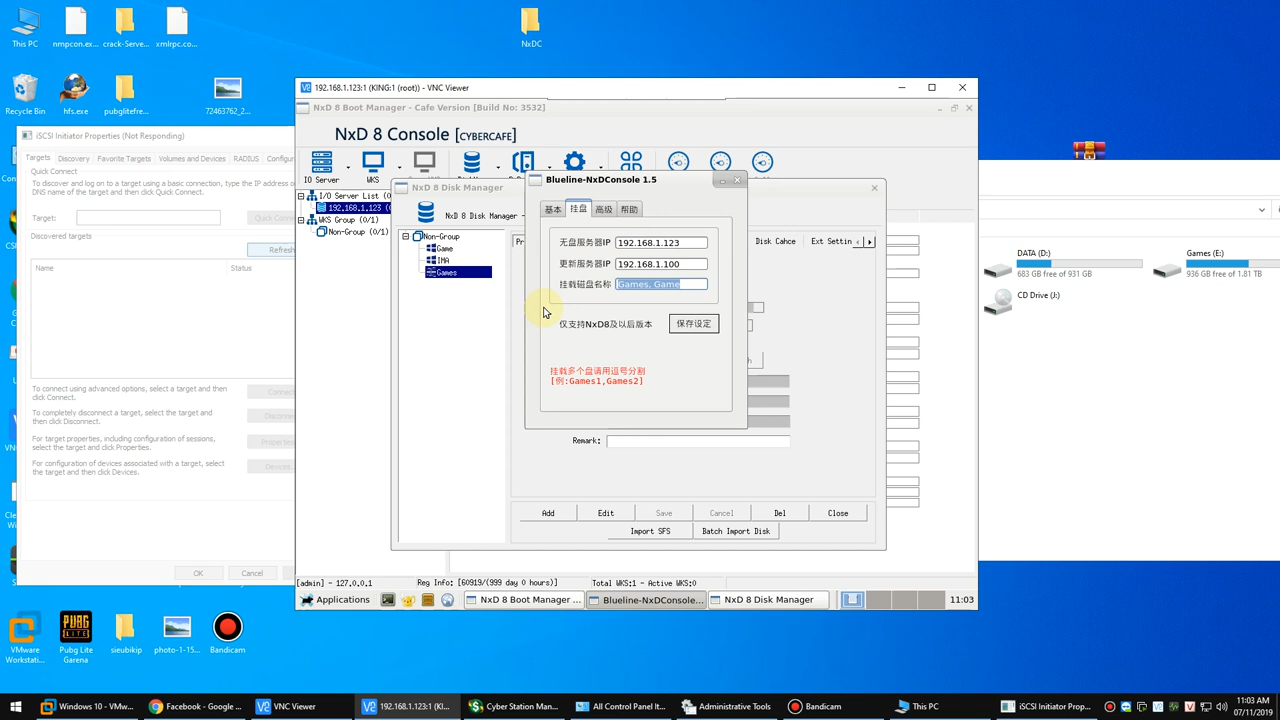 This PC
nmpcon.ex...
crack-Serve...
xmlrpc.co...
NxDC
Recycle Bin
hfs.exe
pubglitefre...
72463762_2...
192.168.1.123:1 (KING:1 (root)) - VNC Viewer
NxD 8 Boot Manager - Cafe Version [Build No: 3532]
NxD 8 Console [CYBERCAFE]
I/O Server
WKS
iSCSI Initiator Properties (Not Responding)
Targets
Discovery
Favorite Targets
Volumes and Devices
RADIUS
Configur
Quick Connect
To discover and log on to a target using a basic connection, type the IP address o
DNS name of the target and then click Quick Connect.
Target:
Quick Conne
Discovered targets
Refresh
Name
Status
To connect using advanced options, select a target and then
click Connect.
Connec
To completely disconnect a target, select the target and
then click Disconnect.
Disconne
For target properties, including configuration of sessions,
select the target and click Properties.
Properties
For configuration of devices associated with a target, select
the target and then click Devices.
Devices..
OK
Cancel
I/O Server List (0/1)
192.168.1.123
WKS Group (0/1)
Non-Group (0/1)
NxD 8 Disk Manager
NxD 8 Disk Manager -
Non-Group
Game
IMA
Games
Blueline-NxDConsole 1.5
基本
挂盘
高级
帮助
无盘服务器IP
192.168.1.123
更新服务器IP
192.168.1.100
挂载磁盘名称
Games, Game
仅支持NxD8及以后版本
保存设定
挂载多个盘请用逗号分割
[例:Games1,Games2]
Disk Cahce
Ext Settin
Remark:
Add
Edit
Save
Cancel
Del
Close
Import SFS
Batch Import Disk
[admin] - 127.0.0.1
Reg Info: [60919/(999 day 0 hours)]
Total WKS:1 - Active WKS:0
Applications
NxD 8 Boot Manager ...
Blueline-NxDConsole...
NxD 8 Disk Manager
11:03
DATA (D:)
683 GB free of 931 GB
Games (E:)
936 GB free of 1.81 TB
CD Drive (J:)
VMware
Workstati...
Pubg Lite
Garena
sieubikip
photo-1-15...
Bandicam
Windows 10 - VMw...
Facebook - Google ...
VNC Viewer
192.168.1.123:1 (KI...
Cyber Station Man...
All Control Panel It...
Administrative Tools
Bandicam
This PC
iSCSI Initiator Prop...
11:03 AM
07/11/2019